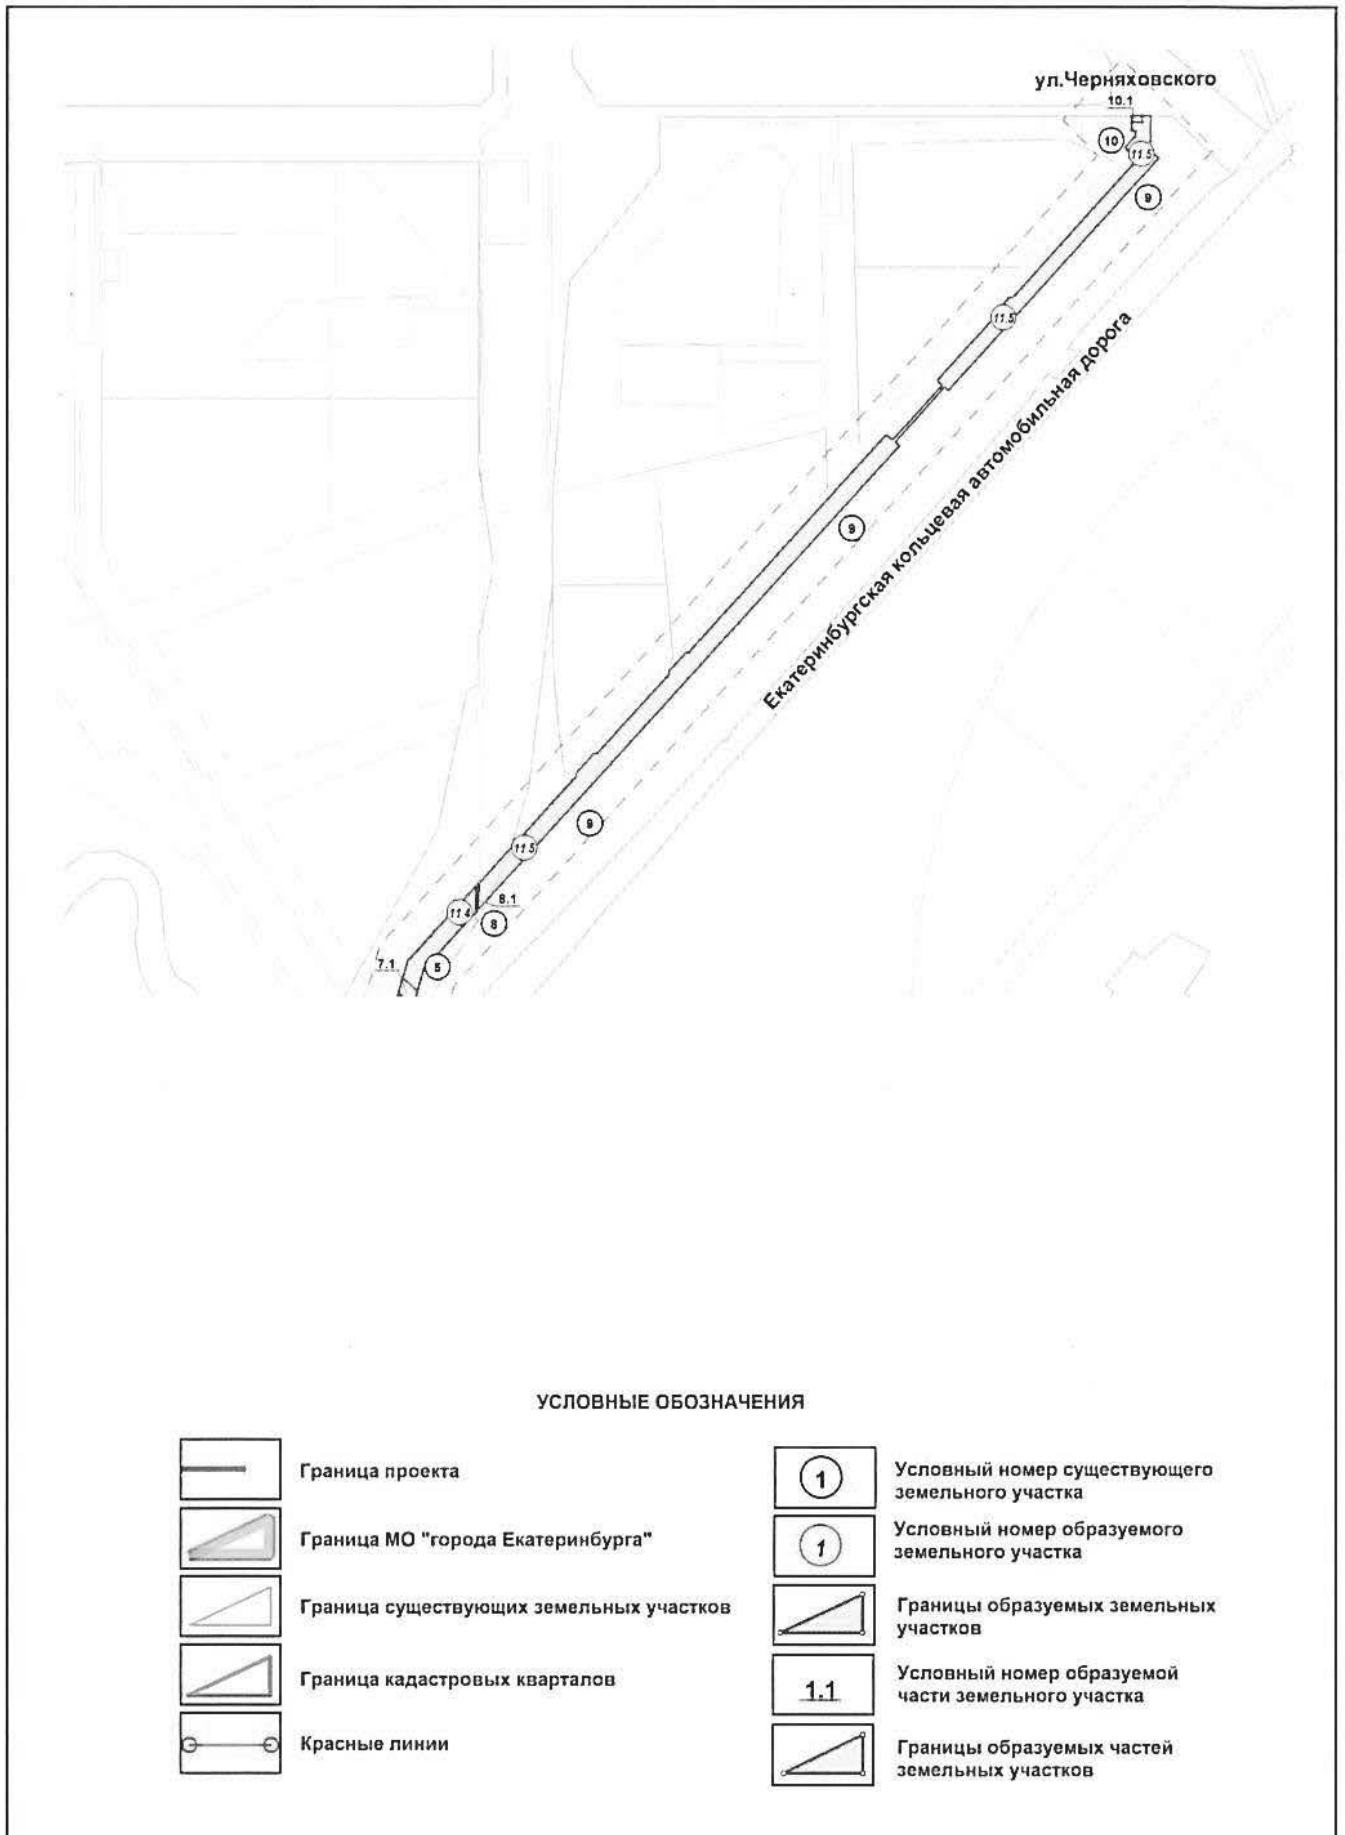 ул.Черняховского
10.1
10
11.5
9
11.5
Екатеринбургская кольцевая автомобильная дорога
9
9
11.5
11.4
8.1
8
7.1
5
УСЛОВНЫЕ ОБОЗНАЧЕНИЯ
Граница проекта
Граница МО "города Екатеринбурга"
Граница существующих земельных участков
Граница кадастровых кварталов
Красные линии
1
Условный номер существующего
земельного участка
1
Условный номер образуемого
земельного участка
Границы образуемых земельных
участков
1.1
Условный номер образуемой
части земельного участка
Границы образуемых частей
земельных участков